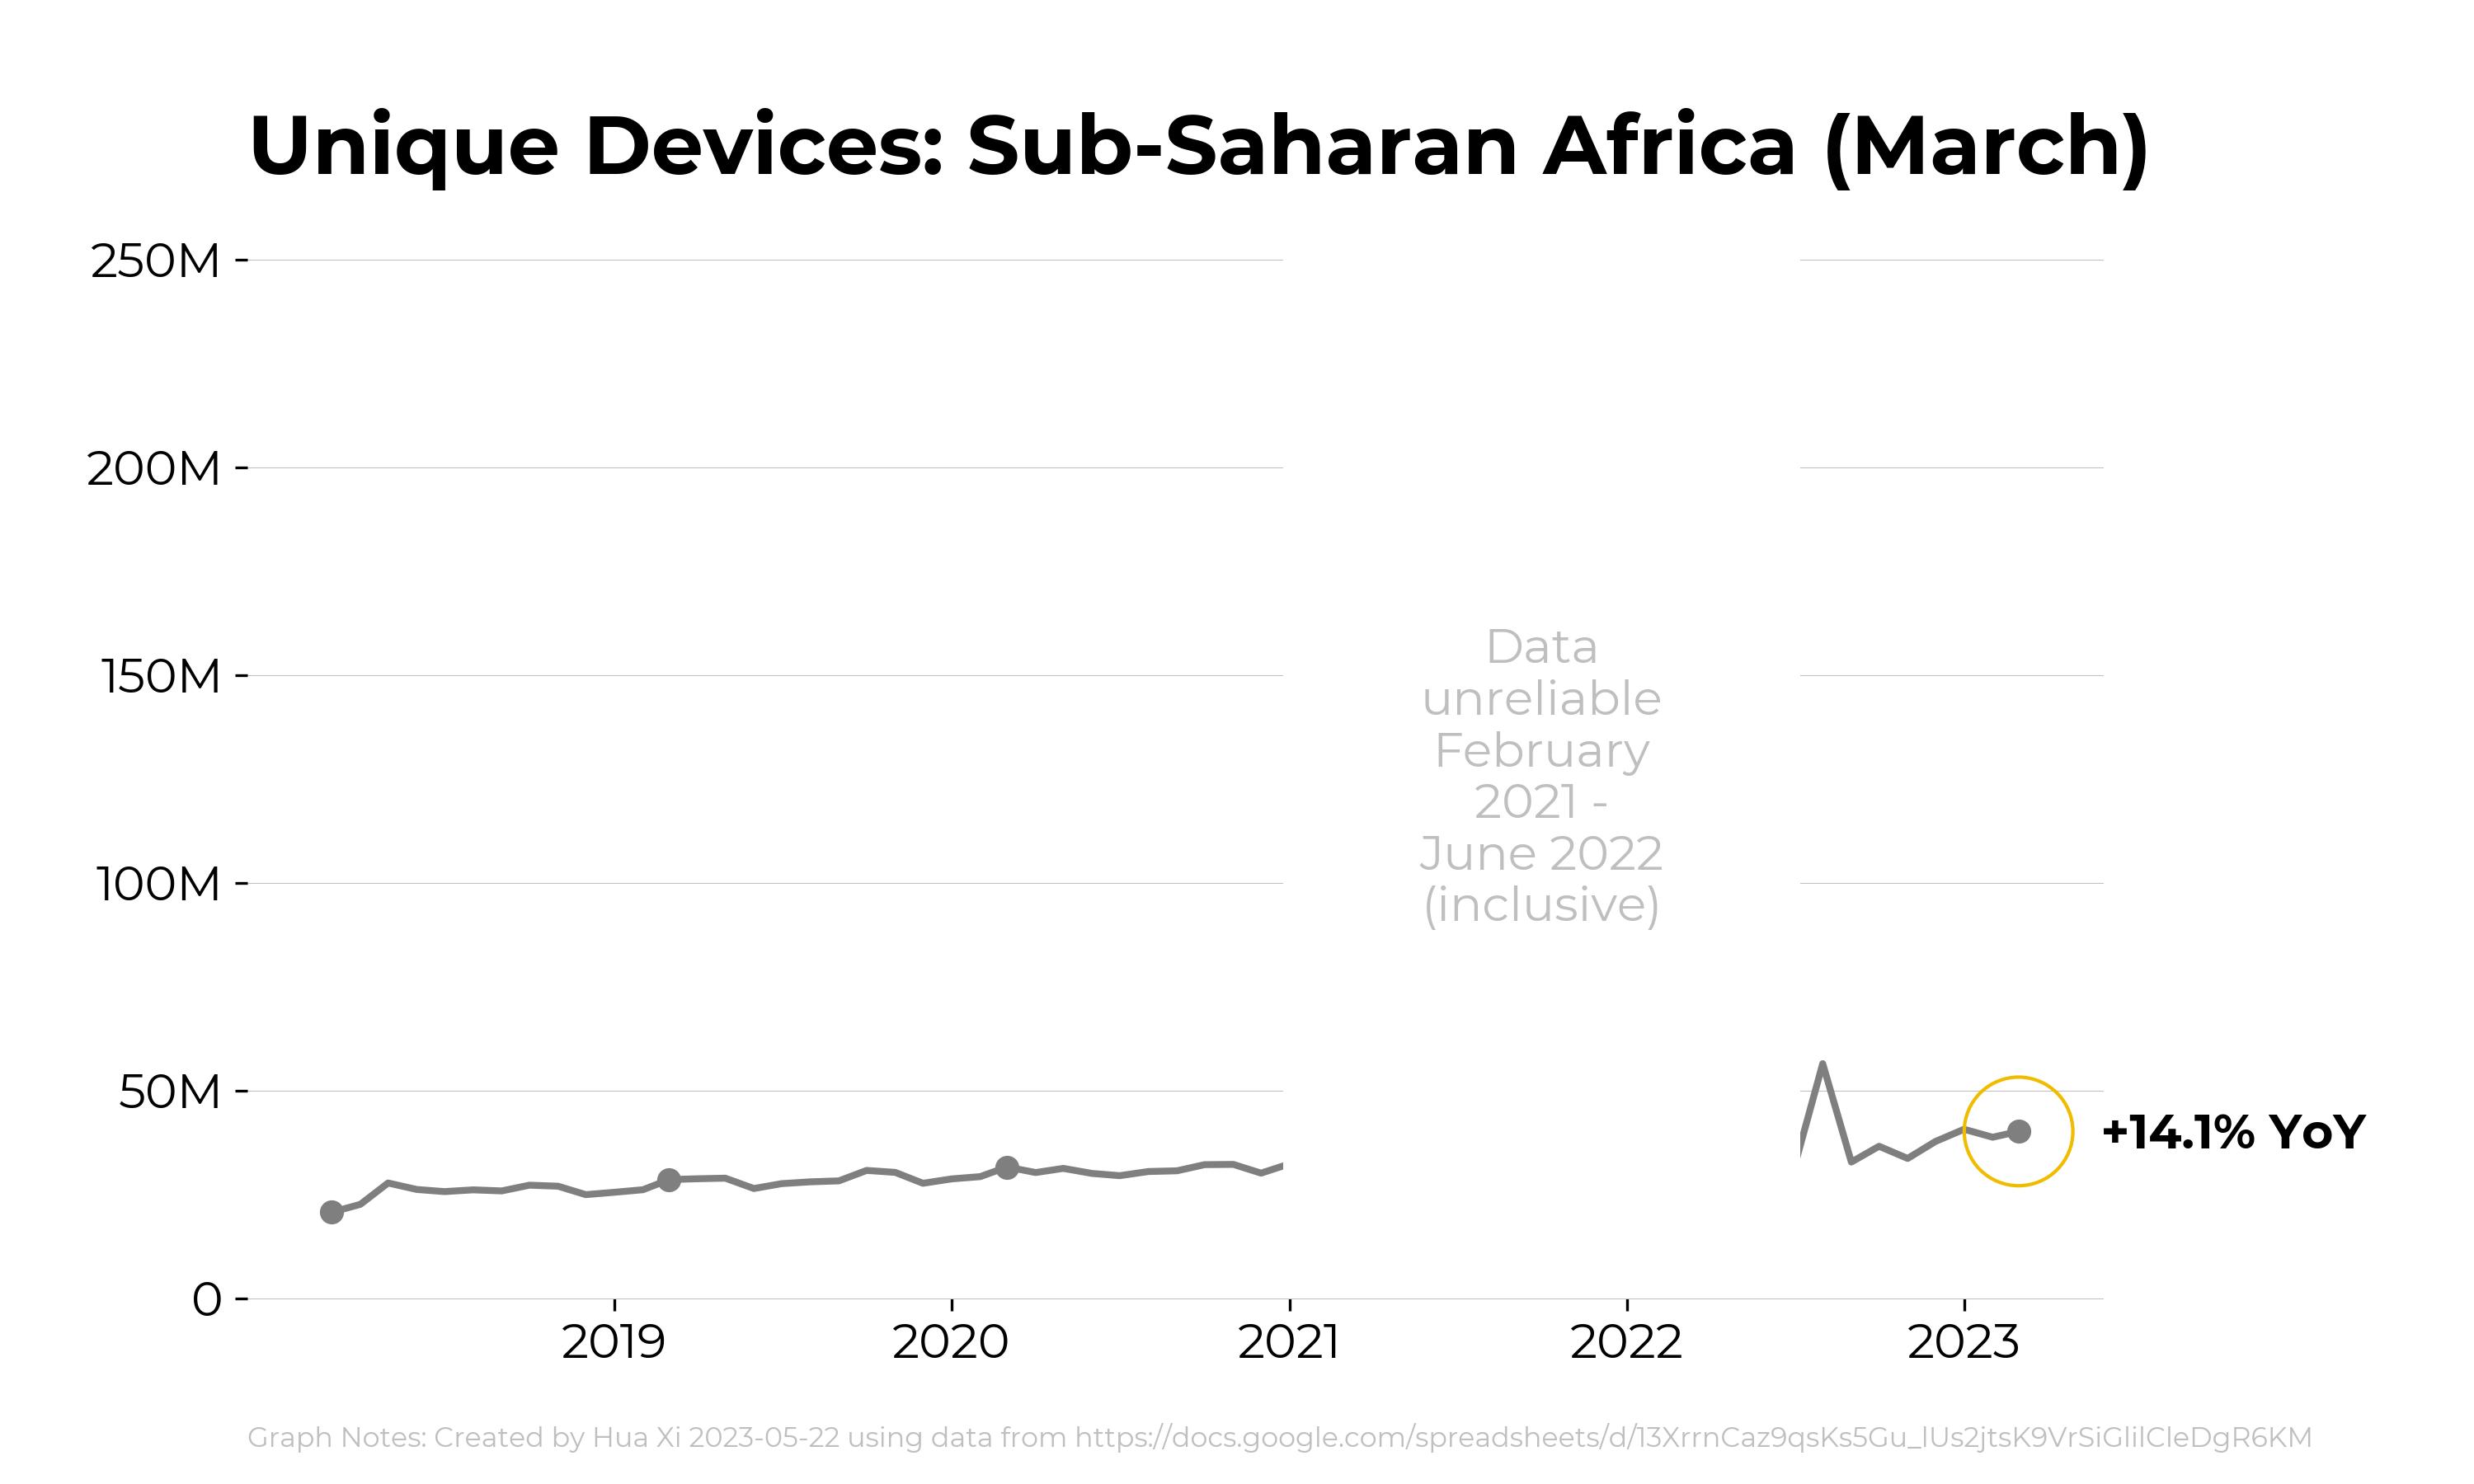 Unique Devices: Sub-Saharan Africa (March)
250M
200M
150M
100M
50M
0
Data
unreliable
February
2021 -
June 2022
(inclusive)
+14.1% YoY
2019 2020 2021 2022 2023
Graph Notes: Created by Hua Xi 2023-05-22 using data from https://docs.google.com/spreadsheets/d/13XrrnCaz9qsKs5Gu_lUs2jtsK9VrSiGlilCleDgR6KM